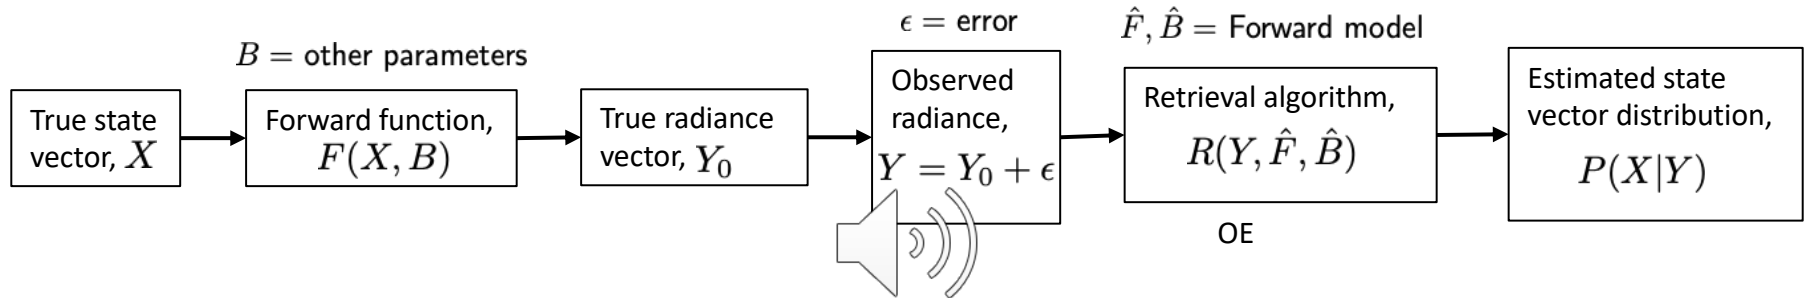 B = other parameters
ϵ = error
F̂, B̂ = Forward model
True state
vector, X
Forward function,
F(X, B)
True radiance
vector, Y₀
Observed
radiance,
Y = Y₀ + ϵ
Retrieval algorithm,
R(Y, F̂, B̂)
OE
Estimated state
vector distribution,
P(X|Y)